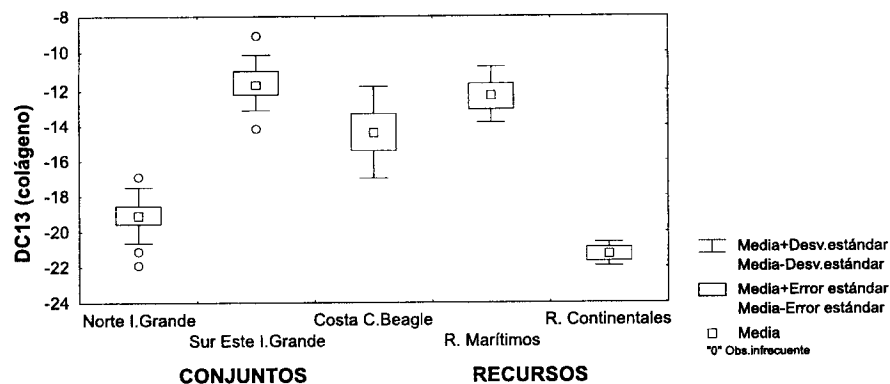 -8
-10
-12
-14
-16
-18
-20
-22
-24
DC13 (colágeno)
Norte I.Grande
Sur Este I.Grande
Costa C.Beagle
R. Marítimos
R. Continentales
CONJUNTOS
RECURSOS
Media+Desv.estándar
Media-Desv.estándar
Media+Error estándar
Media-Error estándar
Media
"0" Obs.infrecuente